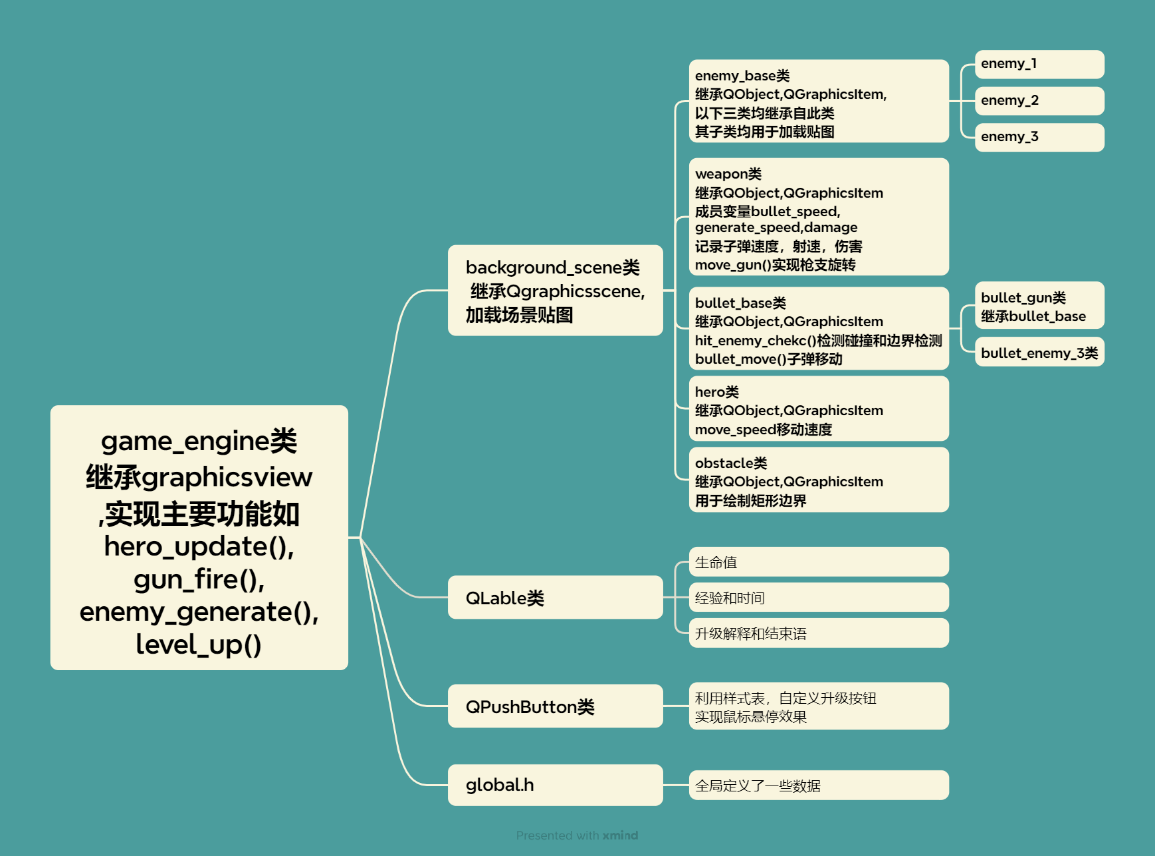 game_engine类
继承graphicsview
,实现主要功能如
hero_update(),
gun_fire(),
enemy_generate(),
level_up()
background_scene类
继承Qgraphicsscene,
加载场景贴图
enemy_base类
继承QObject,QGraphicsItem,
以下三类均继承自此类
其子类均用于加载贴图
enemy_1
enemy_2
enemy_3
weapon类
继承QObject,QGraphicsItem
成员变量bullet_speed,
generate_speed,damage
记录子弹速度，射速，伤害
move_gun()实现枪支旋转
bullet_base类
继承QObject,QGraphicsItem
hit_enemy_chekc()检测碰撞和边界检测
bullet_move()子弹移动
bullet_gun类
继承bullet_base
bullet_enemy_3类
hero类
继承QObject,QGraphicsItem
move_speed移动速度
obstacle类
继承QObject,QGraphicsItem
用于绘制矩形边界
QLable类
生命值
经验和时间
升级解释和结束语
QPushButton类
利用样式表，自定义升级按钮
实现鼠标悬停效果
global.h
全局定义了一些数据
Presented with xmind